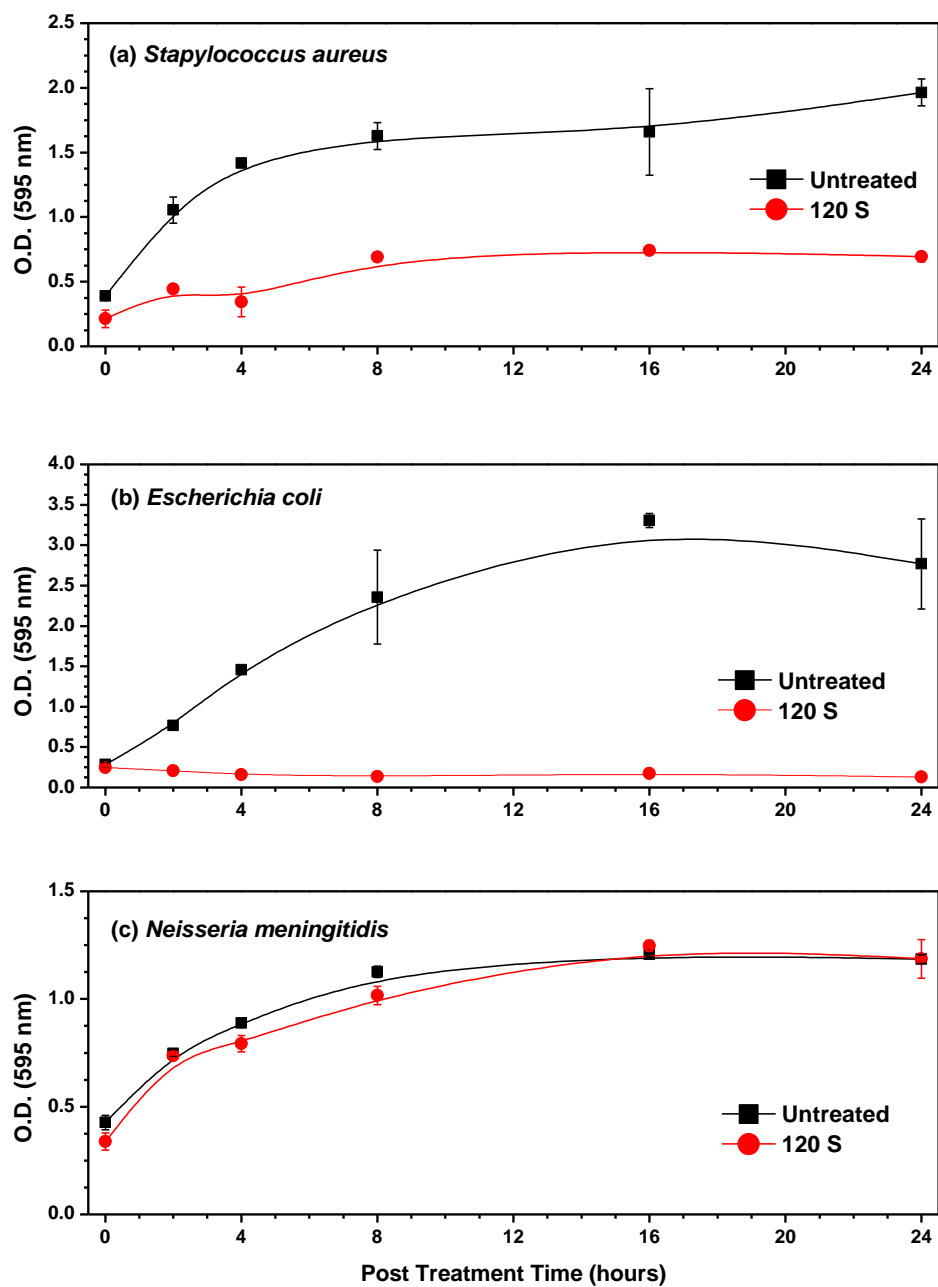 (a) Stapylococcus aureus
O.D. (595 nm)
2.5
2.0
1.5
1.0
0.5
0.0
Untreated
120 S
0 4 8 12 16 20 24
(b) Escherichia coli
O.D. (595 nm)
4.0
3.5
3.0
2.5
2.0
1.5
1.0
0.5
0.0
Untreated
120 S
0 4 8 12 16 20 24
(c) Neisseria meningitidis
O.D. (595 nm)
1.5
1.0
0.5
0.0
Untreated
120 S
0 4 8 12 16 20 24
Post Treatment Time (hours)